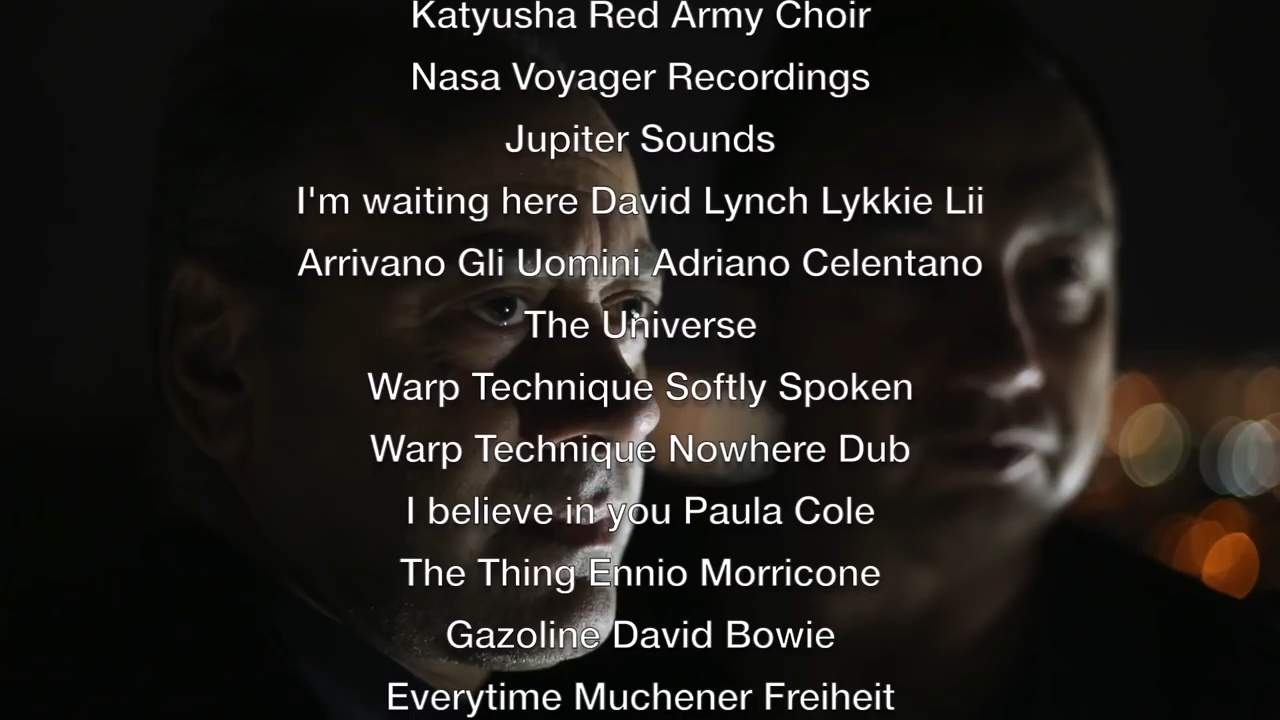 Katyusha Red Army Choir
Nasa Voyager Recordings
Jupiter Sounds
I'm waiting here David Lynch Lykkie Lii
Arrivano Gli Uomini Adriano Celentano
The Universe
Warp Technique Softly Spoken
Warp Technique Nowhere Dub
I believe in you Paula Cole
The Thing Ennio Morricone
Gazoline David Bowie
Everytime Muchener Freiheit